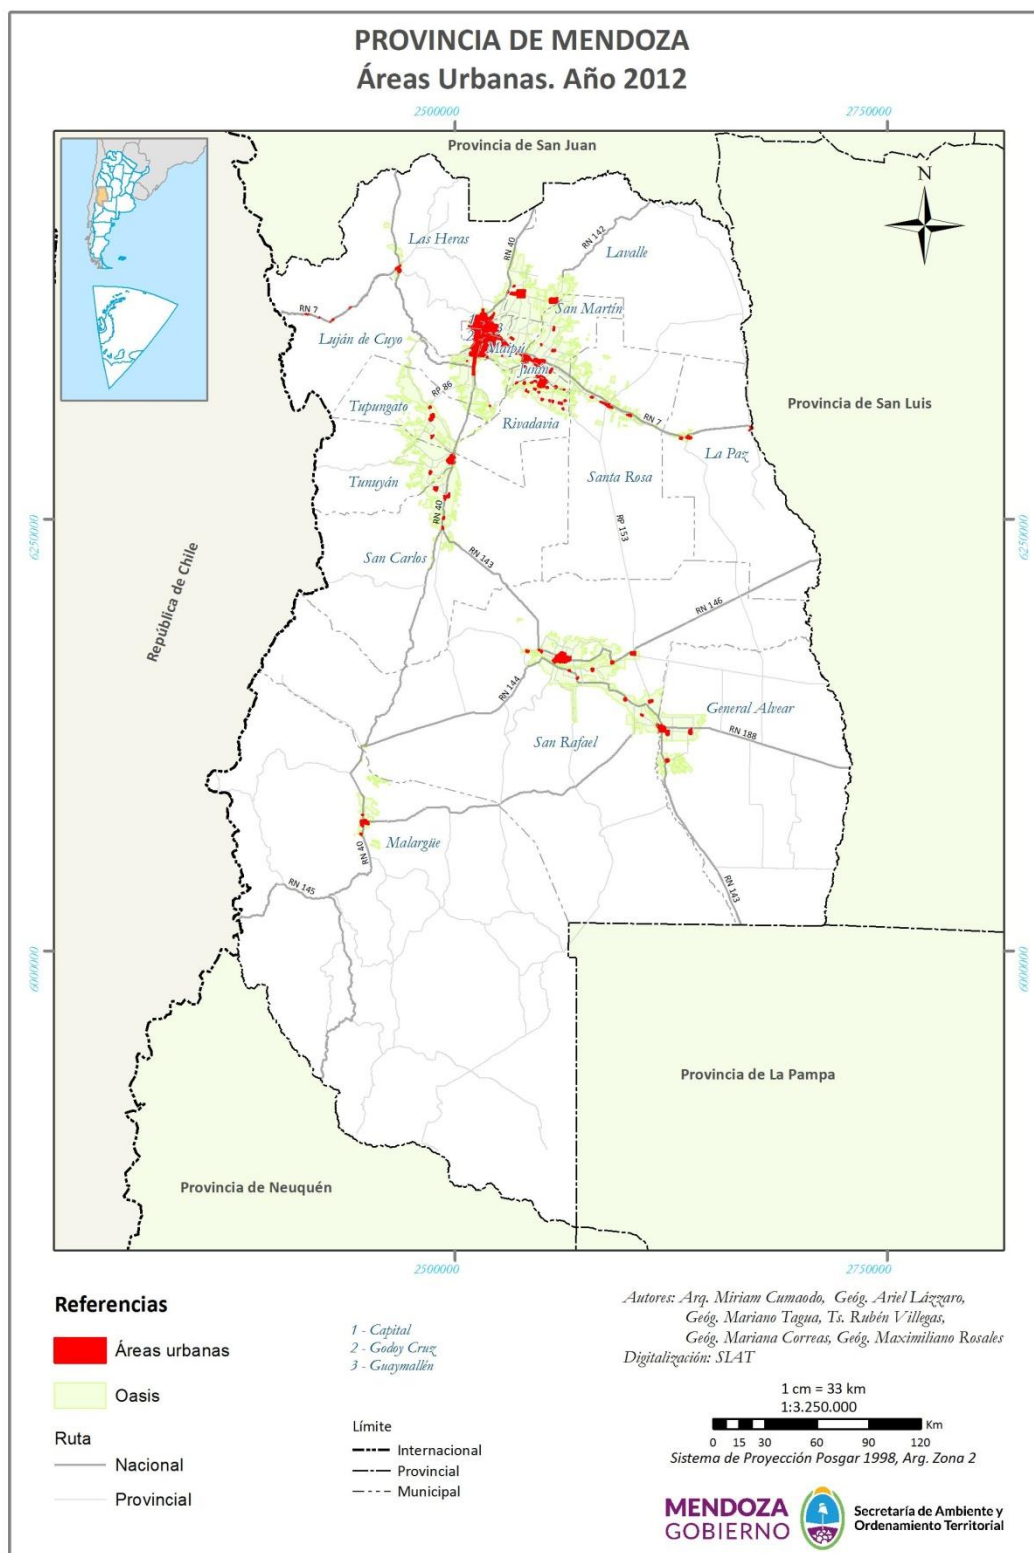 PROVINCIA DE MENDOZA
Áreas Urbanas. Año 2012
2500000
2750000
Provincia de San Juan
N
Las Heras
RN 40
RN 142
Lavalle
RN 7
San Martín
1
2
3
Luján de Cuyo
Maipú
Junín
RP 86
Provincia de San Luis
Tupungato
Rivadavia
RN 7
La Paz
Tunuyán
Santa Rosa
RN 40
RP 153
6250000
6250000
San Carlos
RN 143
República de Chile
RN 146
RN 144
General Alvear
San Rafael
RN 188
Malargüe
RN 40
RN 145
RN 143
6000000
6000000
Provincia de La Pampa
Provincia de Neuquén
2500000
2750000
Referencias
Áreas urbanas
Oasis
Ruta
Nacional
Provincial
1 - Capital
2 - Godoy Cruz
3 - Guaymallén
Límite
Internacional
Provincial
Municipal
Autores: Arq. Miriam Cumaodo, Geóg. Ariel Lázzaro,
Geóg. Mariano Tagua, Ts. Rubén Villegas,
Geóg. Mariana Correas, Geóg. Maximiliano Rosales
Digitalización: SLAT
1 cm = 33 km
1:3.250.000
Km
0 15 30 60 90 120
Sistema de Proyección Posgar 1998, Arg. Zona 2
MENDOZA
GOBIERNO
Secretaría de Ambiente y
Ordenamiento Territorial